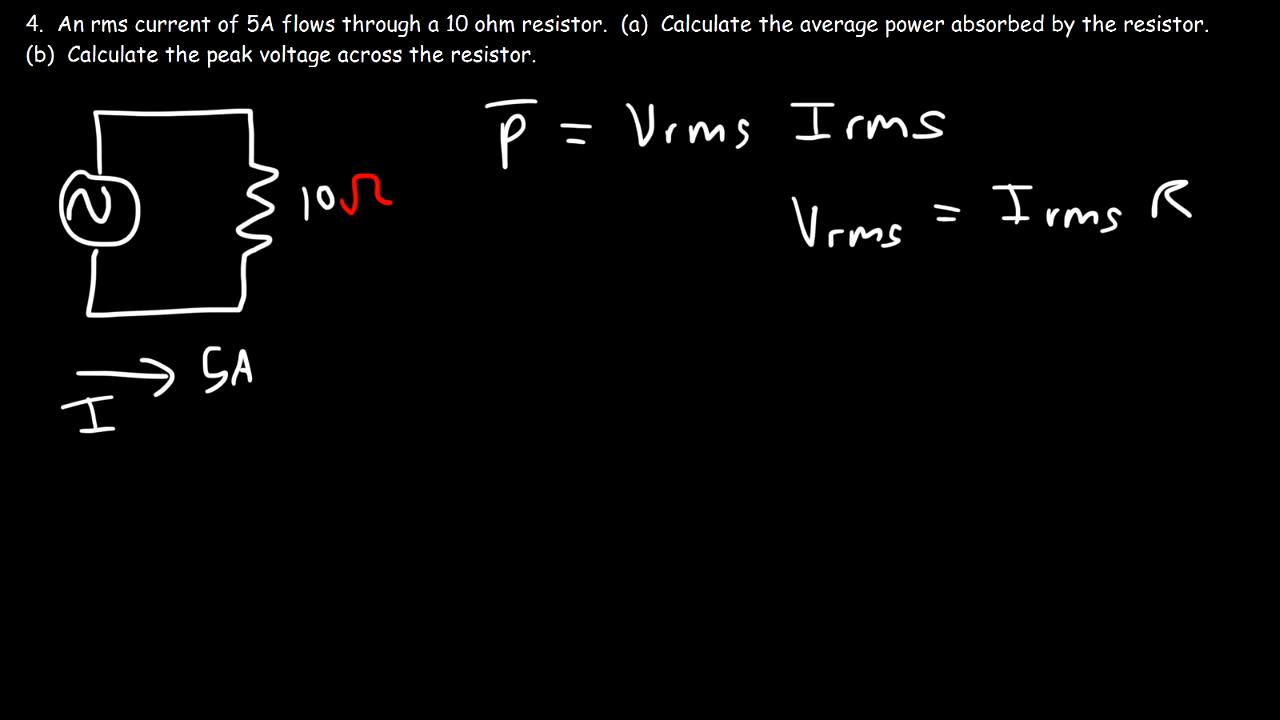 4. An rms current of 5A flows through a 10 ohm resistor. (a) Calculate the average power absorbed by the resistor.
(b) Calculate the peak voltage across the resistor.
P̅ = Vrms Irms
10Ω
Vrms = Irms R
5A
I